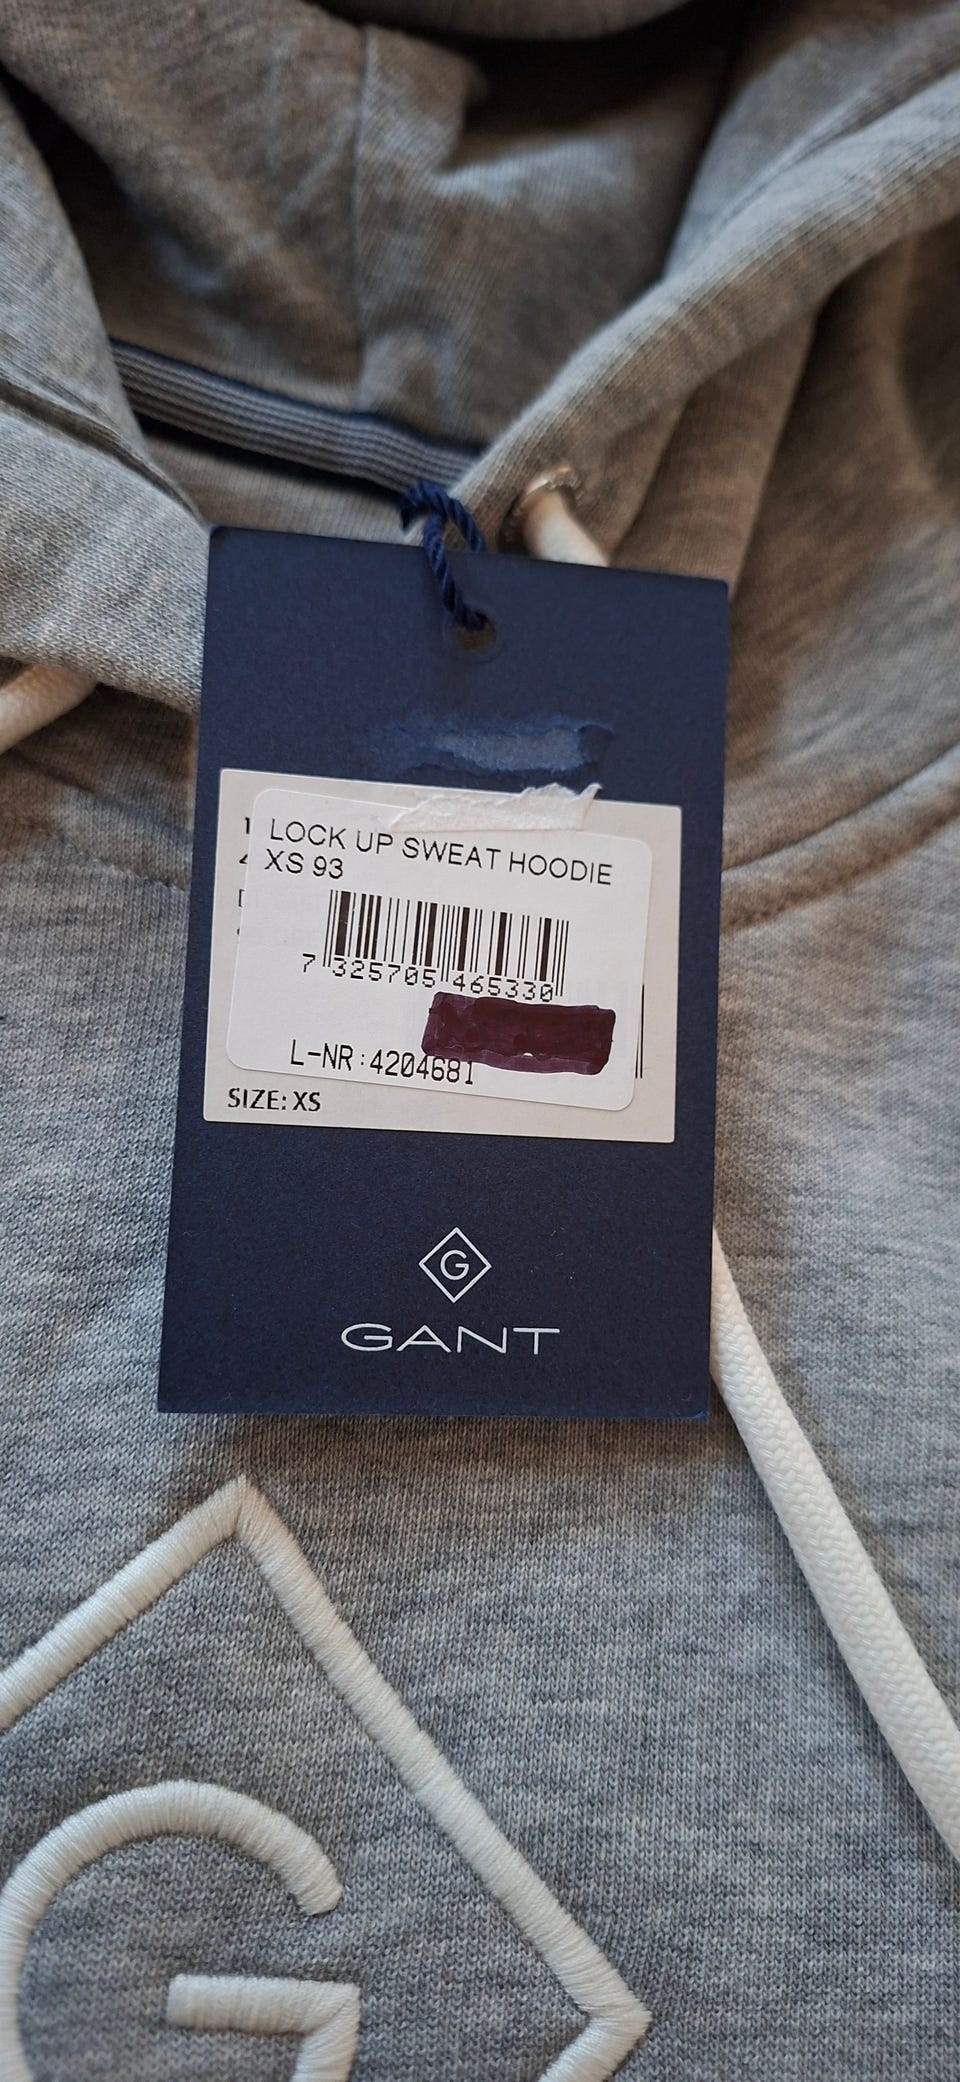 LOCK UP SWEAT HOODIE
XS 93
7 325705 465330
L-NR:4204681
SIZE: XS
G
GANT
G